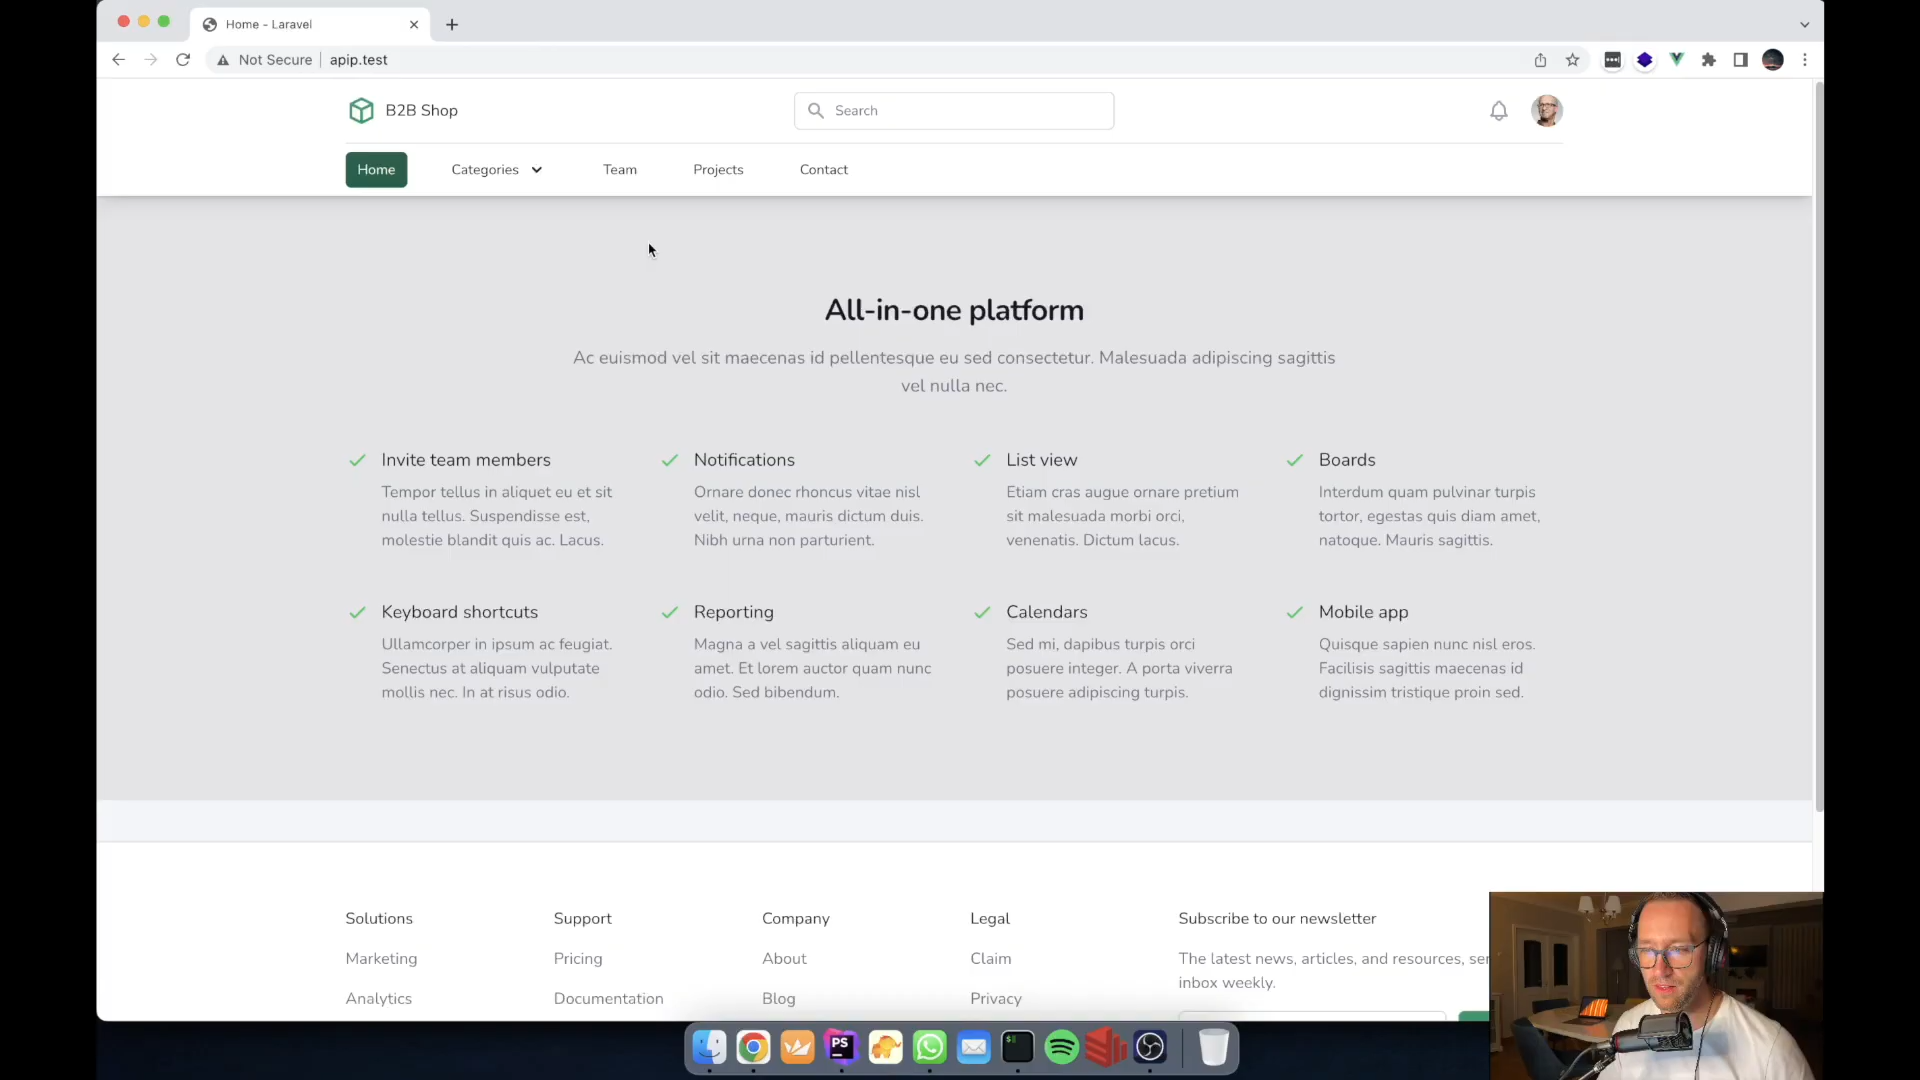 Home - Laravel
Not Secure
apip.test
B2B Shop
Search
Home
Categories
Team
Projects
Contact
All-in-one platform
Ac euismod vel sit maecenas id pellentesque eu sed consectetur. Malesuada adipiscing sagittis
vel nulla nec.
Invite team members
Tempor tellus in aliquet eu et sit
nulla tellus. Suspendisse est,
molestie blandit quis ac. Lacus.
Notifications
Ornare donec rhoncus vitae nisl
velit, neque, mauris dictum duis.
Nibh urna non parturient.
List view
Etiam cras augue ornare pretium
sit malesuada morbi orci,
venenatis. Dictum lacus.
Boards
Interdum quam pulvinar turpis
tortor, egestas quis diam amet,
natoque. Mauris sagittis.
Keyboard shortcuts
Ullamcorper in ipsum ac feugiat.
Senectus at aliquam vulputate
mollis nec. In at risus odio.
Reporting
Magna a vel sagittis aliquam eu
amet. Et lorem auctor quam nunc
odio. Sed bibendum.
Calendars
Sed mi, dapibus turpis orci
posuere integer. A porta viverra
posuere adipiscing turpis.
Mobile app
Quisque sapien nunc nisl eros.
Facilisis sagittis maecenas id
dignissim tristique proin sed.
Solutions
Marketing
Analytics
Support
Pricing
Documentation
Company
About
Blog
Legal
Claim
Privacy
Subscribe to our newsletter
The latest news, articles, and resources, ser
inbox weekly.
PS